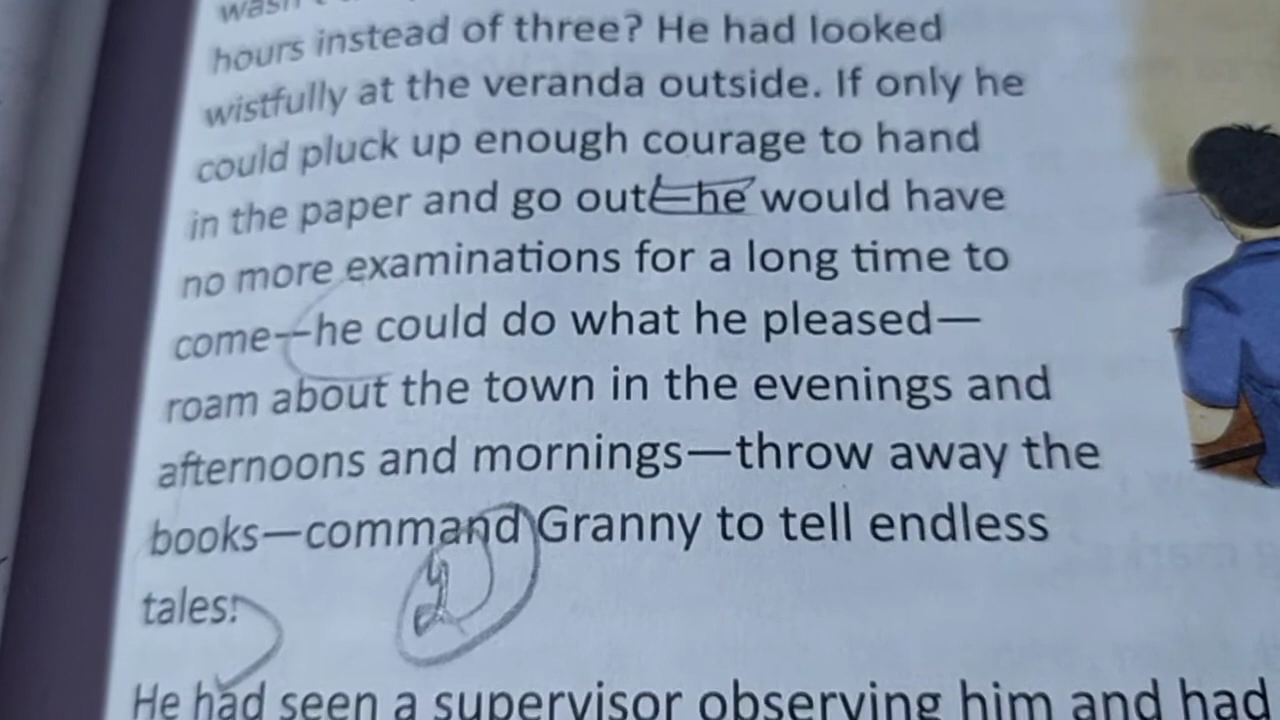 hours instead of three? He had looked
wistfully at the veranda outside. If only he
could pluck up enough courage to hand
in the paper and go out—he would have
no more examinations for a long time to
come—he could do what he pleased—
roam about the town in the evenings and
afternoons and mornings—throw away the
books—command Granny to tell endless
tales.
He had seen a supervisor observing him and had